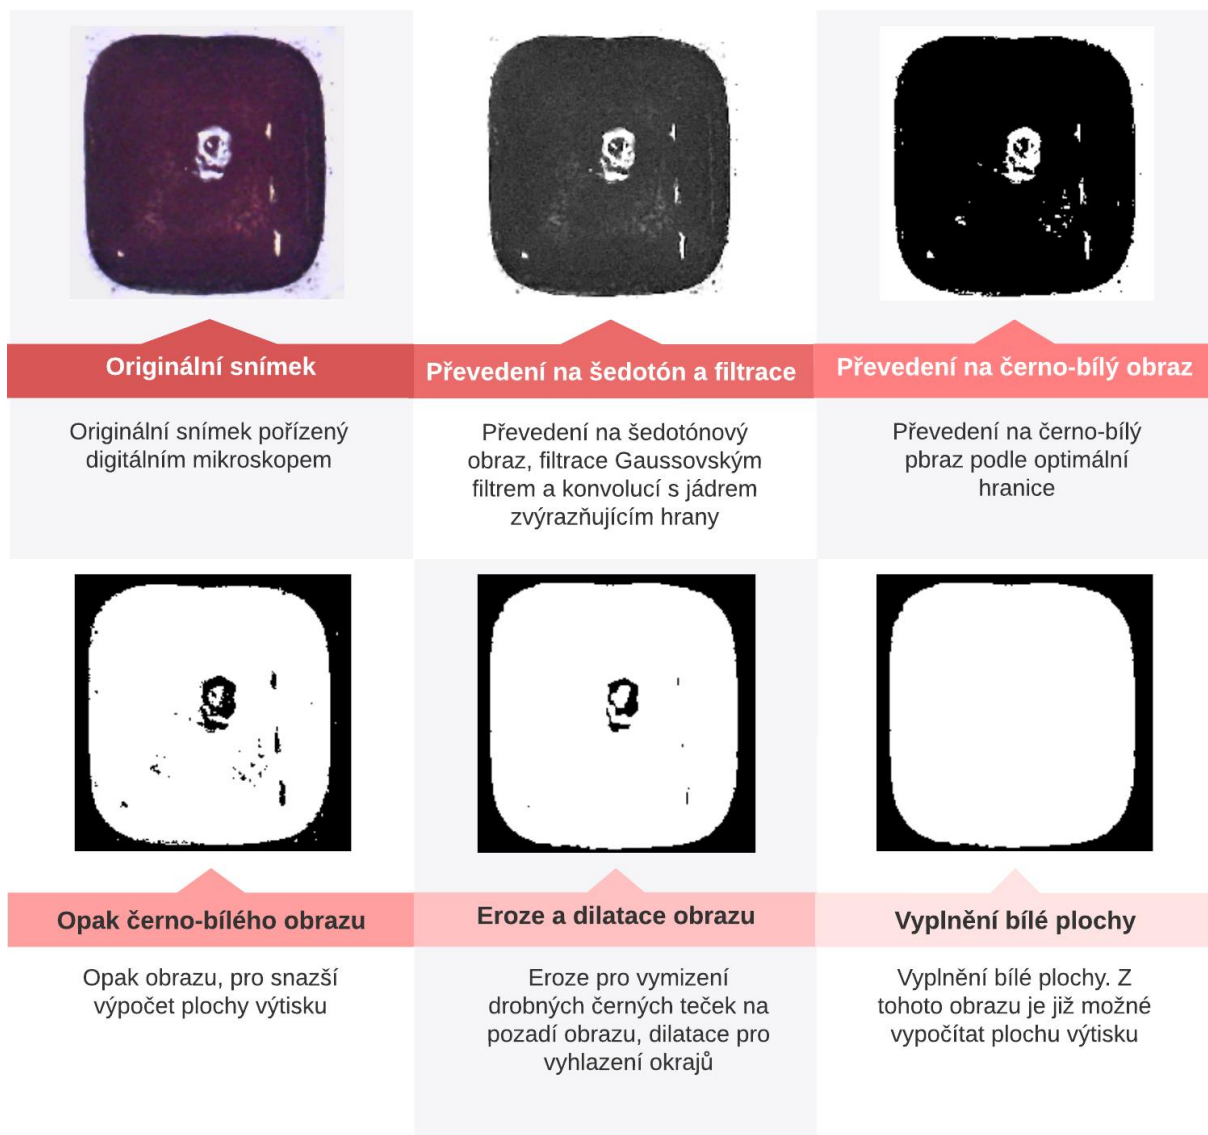 Originální snímek
Originální snímek pořízený
digitálním mikroskopem
Převedení na šedotón a filtrace
Převedení na šedotónový
obraz, filtrace Gaussovským
filtrem a konvolucí s jádrem
zvýrazňujícím hrany
Převedení na černo-bílý obraz
Převedení na černo-bílý
pbraz podle optimální
hranice
Opak černo-bílého obrazu
Opak obrazu, pro snazší
výpočet plochy výtisku
Eroze a dilatace obrazu
Eroze pro vymizení
drobných černých teček na
pozadí obrazu, dilatace pro
vyhlazení okrajů
Vyplnění bílé plochy
Vyplnění bílé plochy. Z
tohoto obrazu je již možné
vypočítat plochu výtisku